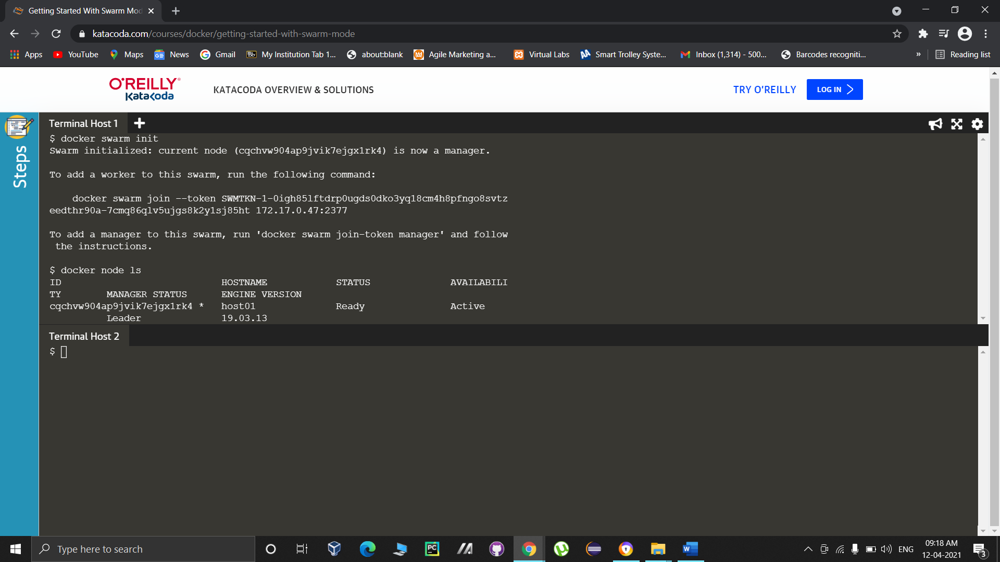 Getting Started With Swarm Mod
katacoda.com/courses/docker/getting-started-with-swarm-mode
Apps YouTube Maps News Gmail My Institution Tab 1... about:blank Agile Marketing a... Virtual Labs Smart Trolley Syste... Inbox (1,314) - 500... Barcodes recogniti... » Reading list
O'REILLY®
Katacoda
KATACODA OVERVIEW & SOLUTIONS
TRY O'REILLY
LOG IN
Steps
Terminal Host 1
$ docker swarm init
Swarm initialized: current node (cqchvw904ap9jvik7ejgx1rk4) is now a manager.
To add a worker to this swarm, run the following command:
docker swarm join --token SWMTKN-1-0igh85lftdrp0ugds0dko3yq18cm4h8pfngo8svtz
eedthr90a-7cmq86qlv5ujgs8k2y1sj85ht 172.17.0.47:2377
To add a manager to this swarm, run 'docker swarm join-token manager' and follow
the instructions.
$ docker node ls
ID HOSTNAME STATUS AVAILABILI
TY MANAGER STATUS ENGINE VERSION
cqchvw904ap9jvik7ejgx1rk4 * host01 Ready Active
Leader 19.03.13
Terminal Host 2
$
Type here to search
ENG
09:18 AM
12-04-2021
3